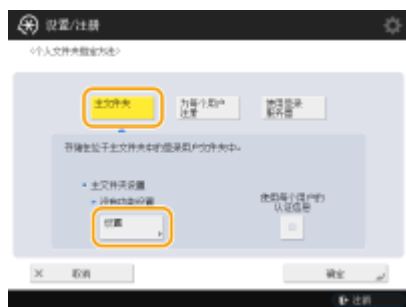 设置/注册
<个人文件夹指定方法>
主文件夹
为每个用户
注册
使用登录
服务器
存储在位于主文件夹中的登录用户文件夹中。
主文件夹设置
设置
使用每个用户的
认证信息
取消
确定
注销